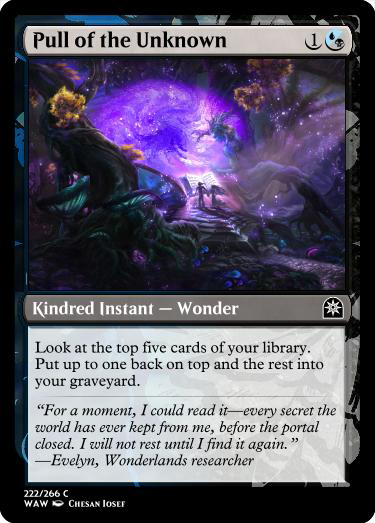 Pull of the Unknown 1
Kindred Instant — Wonder
Look at the top five cards of your library.
Put up to one back on top and the rest into
your graveyard.
“For a moment, I could read it—every secret the
world has ever kept from me, before the portal
closed. I will not rest until I find it again.”
—Evelyn, Wonderlands researcher
222/266 C
WAW Chesan Iosef